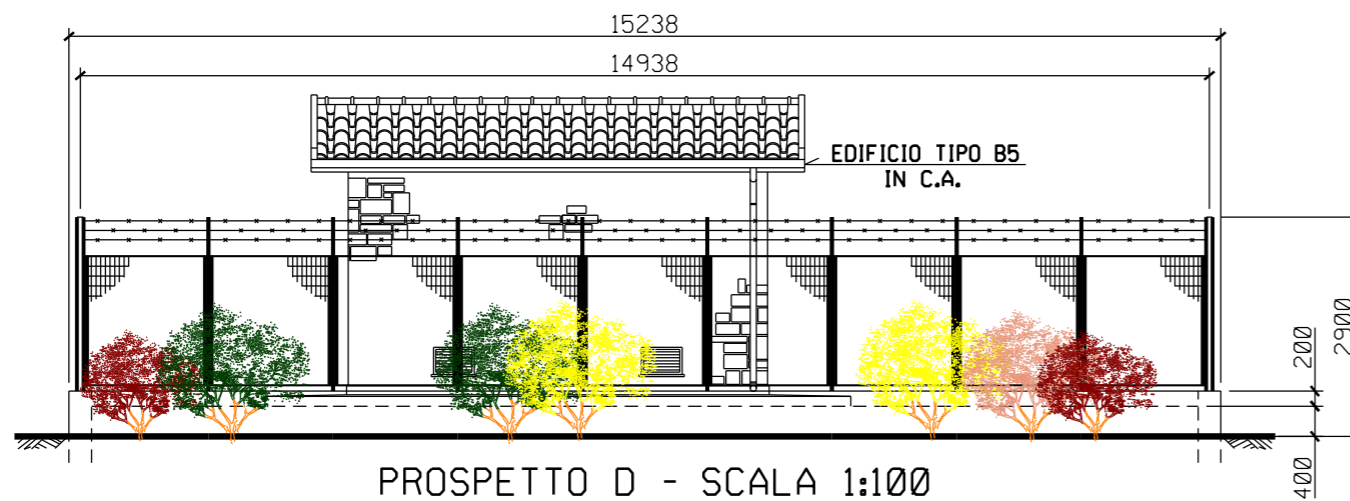 15238
14938
EDIFICIO TIPO B5
IN C.A.
2900
200
400
PROSPETTO D - SCALA 1:100